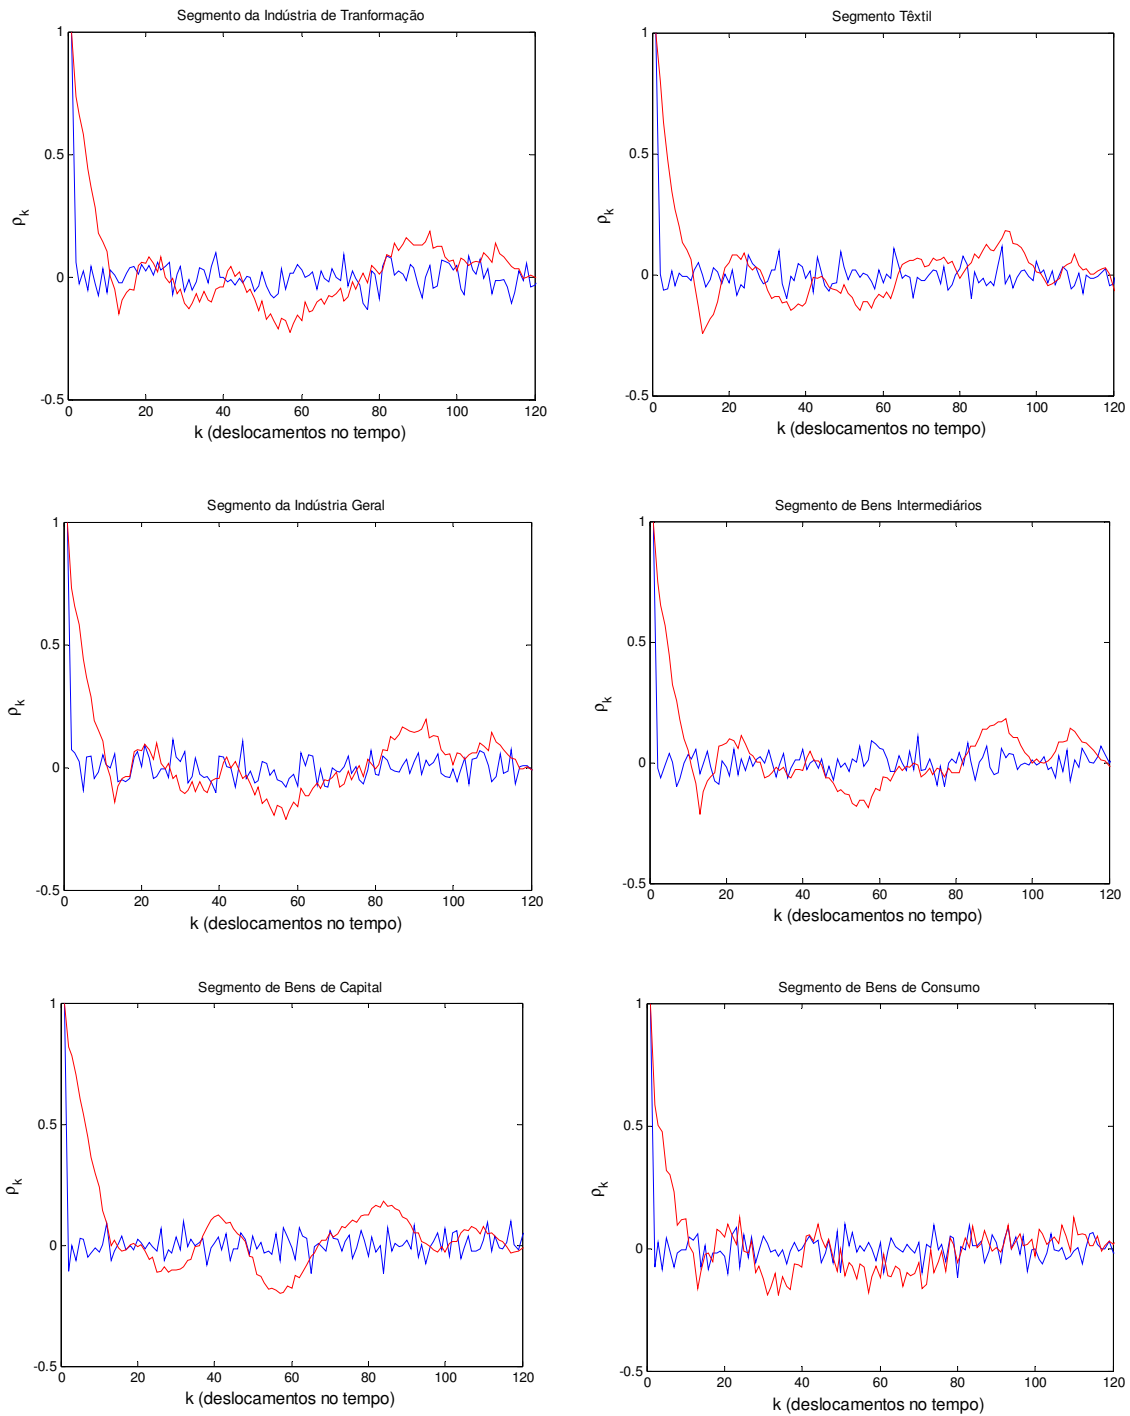 Segmento da Indústria de Tranformação
1
0.5
0
-0.5
ρk
0 20 40 60 80 100 120
k (deslocamentos no tempo)
Segmento Têxtil
1
0.5
0
-0.5
ρk
0 20 40 60 80 100 120
k (deslocamentos no tempo)
Segmento da Indústria Geral
1
0.5
0
-0.5
ρk
0 20 40 60 80 100 120
k (deslocamentos no tempo)
Segmento de Bens Intermediários
1
0.5
0
-0.5
ρk
0 20 40 60 80 100 120
k (deslocamentos no tempo)
Segmento de Bens de Capital
1
0.5
0
-0.5
ρk
0 20 40 60 80 100 120
k (deslocamentos no tempo)
Segmento de Bens de Consumo
1
0.5
0
-0.5
ρk
0 20 40 60 80 100 120
k (deslocamentos no tempo)